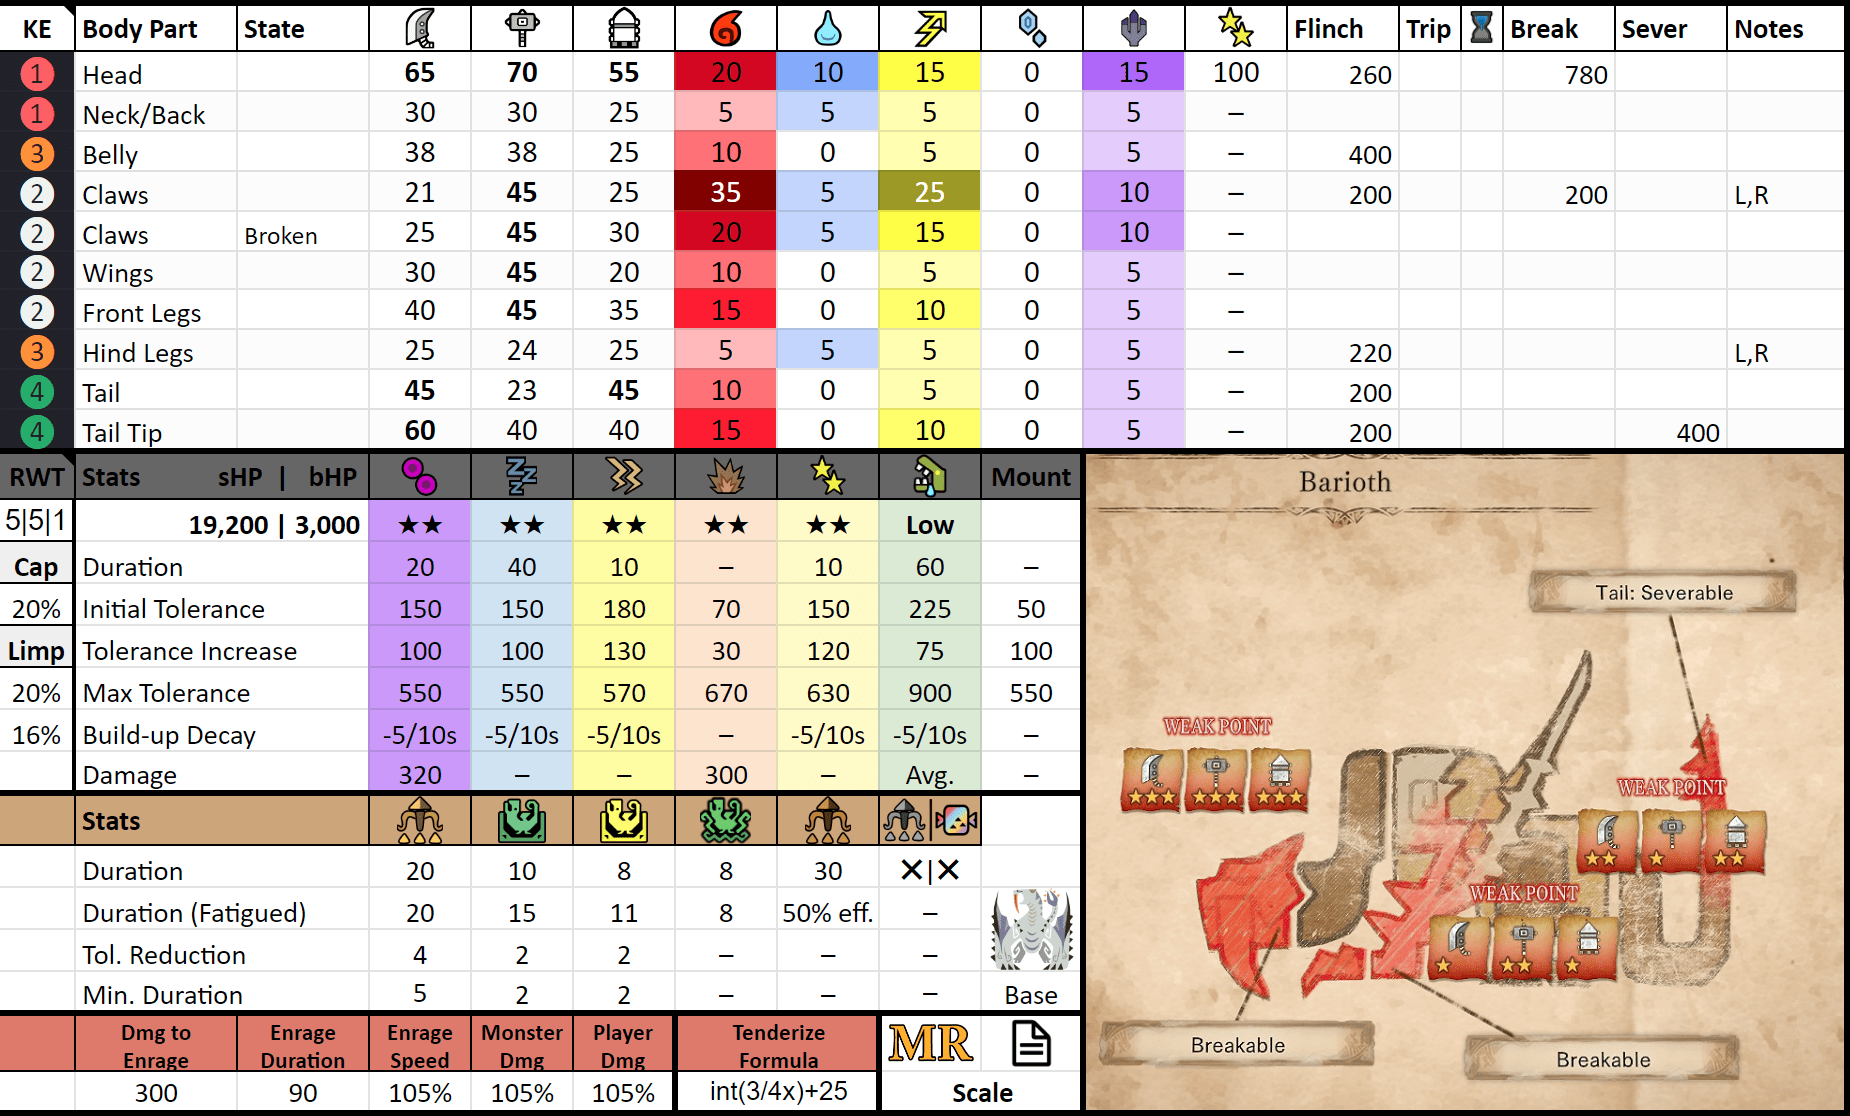 KE Body Part State Flinch Trip Break Sever Notes
1 Head 65 70 55 20 10 15 0 15 100 260 780
1 Neck/Back 30 30 25 5 5 5 0 5 –
3 Belly 38 38 25 10 0 5 0 5 – 400
2 Claws 21 45 25 35 5 25 0 10 – 200 200 L,R
2 Claws Broken 25 45 30 20 5 15 0 10 –
2 Wings 30 45 20 10 0 5 0 5 –
2 Front Legs 40 45 35 15 0 10 0 5 –
3 Hind Legs 25 24 25 5 5 5 0 5 – 220 L,R
4 Tail 45 23 45 10 0 5 0 5 – 200
4 Tail Tip 60 40 40 15 0 10 0 5 – 200 400
RWT Stats sHP | bHP Mount
5|5|1 19,200 | 3,000 ★★ ★★ ★★ ★★ ★★ Low
Cap Duration 20 40 10 – 10 60 –
20% Initial Tolerance 150 150 180 70 150 225 50
Limp Tolerance Increase 100 100 130 30 120 75 100
20% Max Tolerance 550 550 570 670 630 900 550
16% Build-up Decay -5/10s -5/10s -5/10s – -5/10s -5/10s –
Damage 320 – – 300 – Avg. –
Stats
Duration 20 10 8 8 30 ✕|✕
Duration (Fatigued) 20 15 11 8 50% eff. –
Tol. Reduction 4 2 2 – – –
Min. Duration 5 2 2 – – – Base
Dmg to Enrage Enrage Duration Enrage Speed Monster Dmg Player Dmg Tenderize Formula MR
300 90 105% 105% 105% int(3/4x)+25 Scale
Barioth
Tail: Severable
WEAK POINT
WEAK POINT
WEAK POINT
Breakable
Breakable